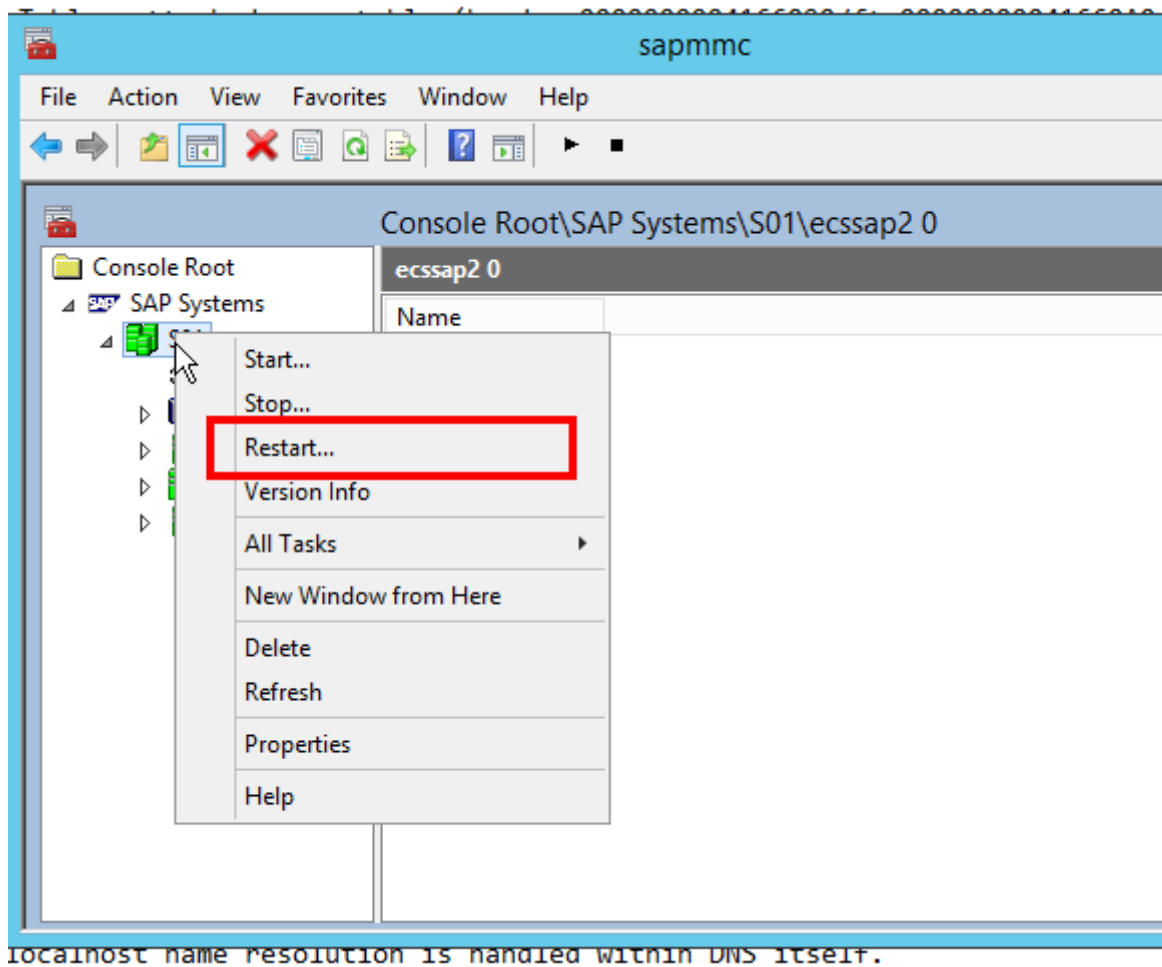 sapmmc
File Action View Favorites Window Help
Console Root\SAP Systems\S01\ecssap2 0
Console Root
ecssap2 0
SAP Systems
Name
Start...
Stop...
Restart...
Version Info
All Tasks
New Window from Here
Delete
Refresh
Properties
Help
localhost name resolution is handled within DNS itself.